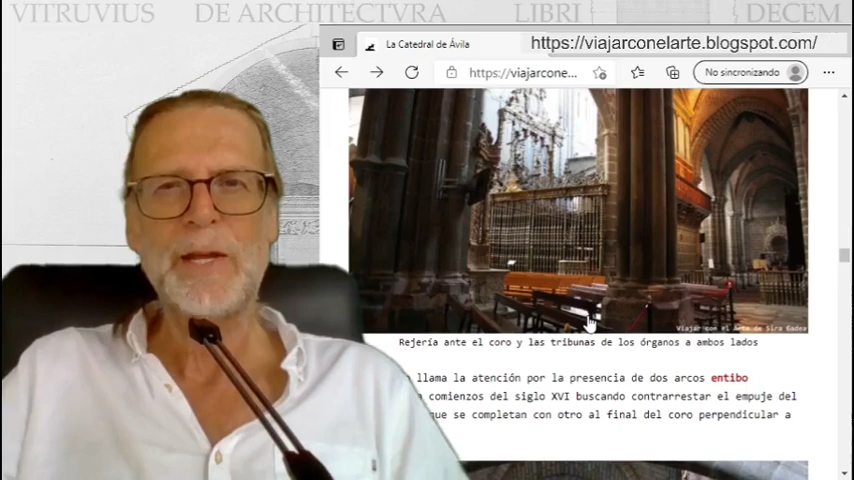 VITRUVIUS DE ARCHITECTVRA LIBRI DECEM
La Catedral de Ávila
https://viajarconelarte.blogspot.com/
https://viajarcone...
No sincronizando
Viajar con el Arte de Sira Gadea
Rejería ante el coro y las tribunas de los órganos a ambos lados
llama la atención por la presencia de dos arcos entibo
comienzos del siglo XVI buscando contrarrestar el empuje del
que se completan con otro al final del coro perpendicular a